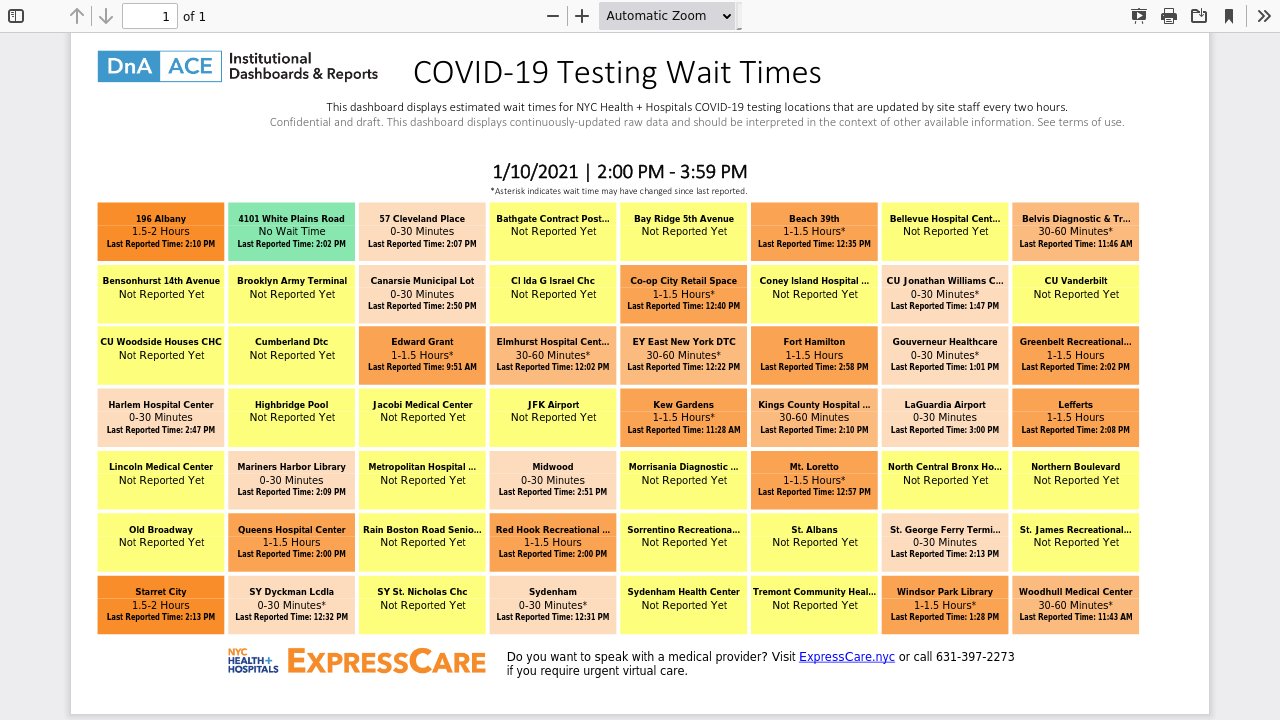 1 of 1 Automatic Zoom
DnA ACE Institutional Dashboards & Reports
COVID-19 Testing Wait Times
This dashboard displays estimated wait times for NYC Health + Hospitals COVID-19 testing locations that are updated by site staff every two hours.
Confidential and draft. This dashboard displays continuously-updated raw data and should be interpreted in the context of other available information. See terms of use.
1/10/2021 | 2:00 PM - 3:59 PM
*Asterisk indicates wait time may have changed since last reported.
196 Albany
1.5-2 Hours
Last Reported Time: 2:10 PM
4101 White Plains Road
No Wait Time
Last Reported Time: 2:02 PM
57 Cleveland Place
0-30 Minutes
Last Reported Time: 2:07 PM
Bathgate Contract Post...
Not Reported Yet
Bay Ridge 5th Avenue
Not Reported Yet
Beach 39th
1-1.5 Hours*
Last Reported Time: 12:35 PM
Bellevue Hospital Cent...
Not Reported Yet
Belvis Diagnostic & Tr...
30-60 Minutes*
Last Reported Time: 11:46 AM
Bensonhurst 14th Avenue
Not Reported Yet
Brooklyn Army Terminal
Not Reported Yet
Canarsie Municipal Lot
0-30 Minutes
Last Reported Time: 2:50 PM
Cl Ida G Israel Chc
Not Reported Yet
Co-op City Retail Space
1-1.5 Hours*
Last Reported Time: 12:40 PM
Coney Island Hospital ...
Not Reported Yet
CU Jonathan Williams C...
0-30 Minutes*
Last Reported Time: 1:47 PM
CU Vanderbilt
Not Reported Yet
CU Woodside Houses CHC
Not Reported Yet
Cumberland Dtc
Not Reported Yet
Edward Grant
1-1.5 Hours*
Last Reported Time: 9:51 AM
Elmhurst Hospital Cent...
30-60 Minutes*
Last Reported Time: 12:02 PM
EY East New York DTC
30-60 Minutes*
Last Reported Time: 12:22 PM
Fort Hamilton
1-1.5 Hours
Last Reported Time: 2:58 PM
Gouverneur Healthcare
0-30 Minutes*
Last Reported Time: 1:01 PM
Greenbelt Recreational...
1-1.5 Hours
Last Reported Time: 2:02 PM
Harlem Hospital Center
0-30 Minutes
Last Reported Time: 2:47 PM
Highbridge Pool
Not Reported Yet
Jacobi Medical Center
Not Reported Yet
JFK Airport
Not Reported Yet
Kew Gardens
1-1.5 Hours*
Last Reported Time: 11:28 AM
Kings County Hospital ...
30-60 Minutes
Last Reported Time: 2:10 PM
LaGuardia Airport
0-30 Minutes
Last Reported Time: 3:00 PM
Lefferts
1-1.5 Hours
Last Reported Time: 2:08 PM
Lincoln Medical Center
Not Reported Yet
Mariners Harbor Library
0-30 Minutes
Last Reported Time: 2:09 PM
Metropolitan Hospital ...
Not Reported Yet
Midwood
0-30 Minutes
Last Reported Time: 2:51 PM
Morrisania Diagnostic ...
Not Reported Yet
Mt. Loretto
1-1.5 Hours*
Last Reported Time: 12:57 PM
North Central Bronx Ho...
Not Reported Yet
Northern Boulevard
Not Reported Yet
Old Broadway
Not Reported Yet
Queens Hospital Center
1-1.5 Hours
Last Reported Time: 2:00 PM
Rain Boston Road Senio...
Not Reported Yet
Red Hook Recreational ...
1-1.5 Hours
Last Reported Time: 2:00 PM
Sorrentino Recreationa...
Not Reported Yet
St. Albans
Not Reported Yet
St. George Ferry Termi...
0-30 Minutes
Last Reported Time: 2:13 PM
St. James Recreational...
Not Reported Yet
Starret City
1.5-2 Hours
Last Reported Time: 2:13 PM
SY Dyckman Lcdla
0-30 Minutes*
Last Reported Time: 12:32 PM
SY St. Nicholas Chc
Not Reported Yet
Sydenham
0-30 Minutes*
Last Reported Time: 12:31 PM
Sydenham Health Center
Not Reported Yet
Tremont Community Heal...
Not Reported Yet
Windsor Park Library
1-1.5 Hours*
Last Reported Time: 1:28 PM
Woodhull Medical Center
30-60 Minutes*
Last Reported Time: 11:43 AM
NYC
HEALTH+
HOSPITALS
EXPRESSCARE
Do you want to speak with a medical provider? Visit ExpressCare.nyc or call 631-397-2273
if you require urgent virtual care.